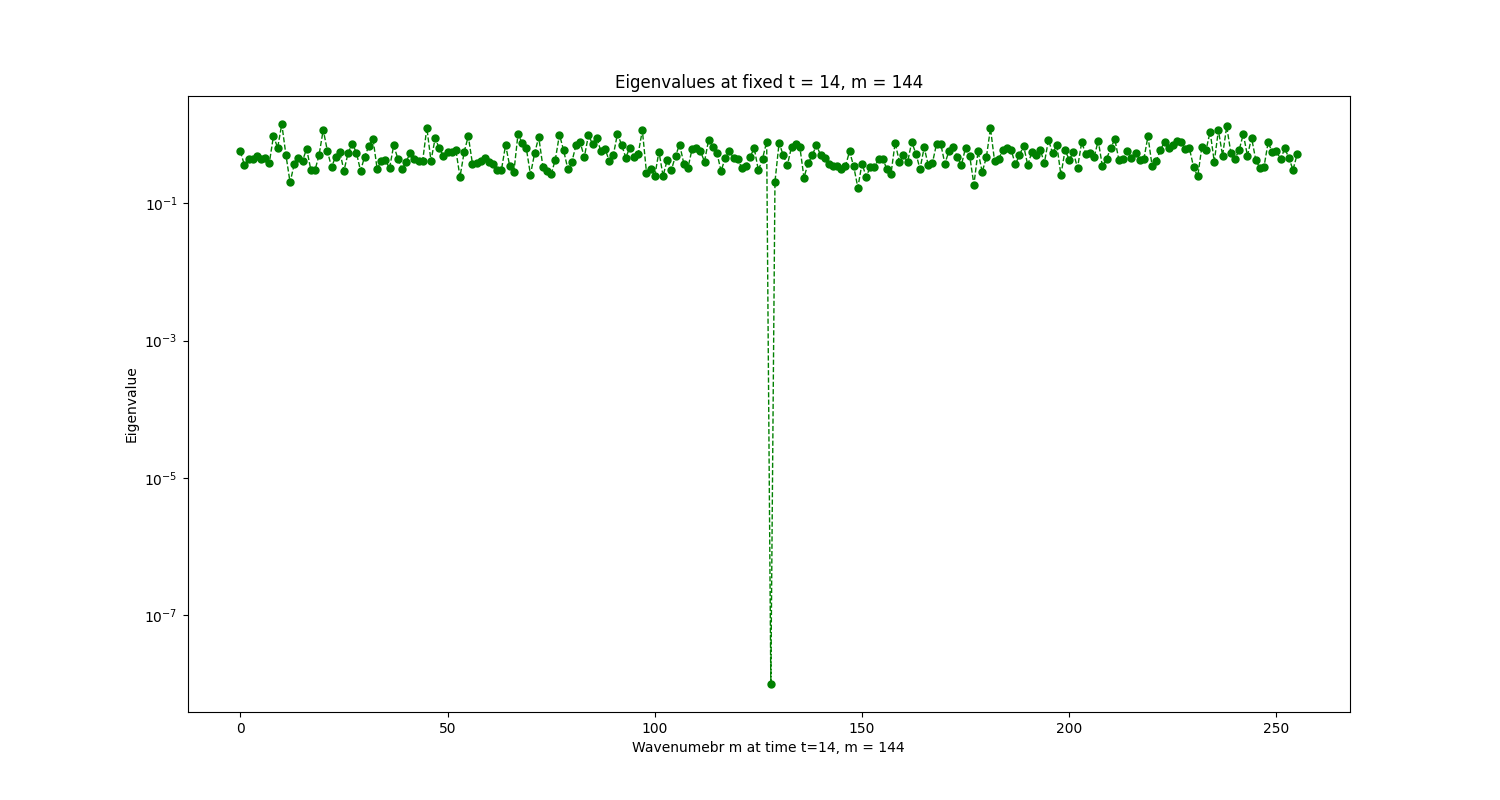 Eigenvalues at fixed t = 14, m = 144
Eigenvalue
10⁻¹
10⁻³
10⁻⁵
10⁻⁷
0 50 100 150 200 250
Wavenumebr m at time t=14, m = 144